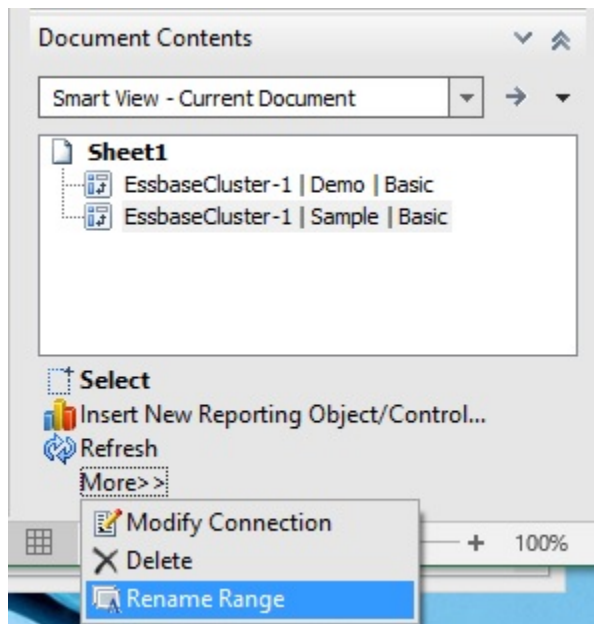 Document Contents
Smart View - Current Document
Sheet1
EssbaseCluster-1 | Demo | Basic
EssbaseCluster-1 | Sample | Basic
Select
Insert New Reporting Object/Control...
Refresh
More>>
Modify Connection
100%
Delete
Rename Range